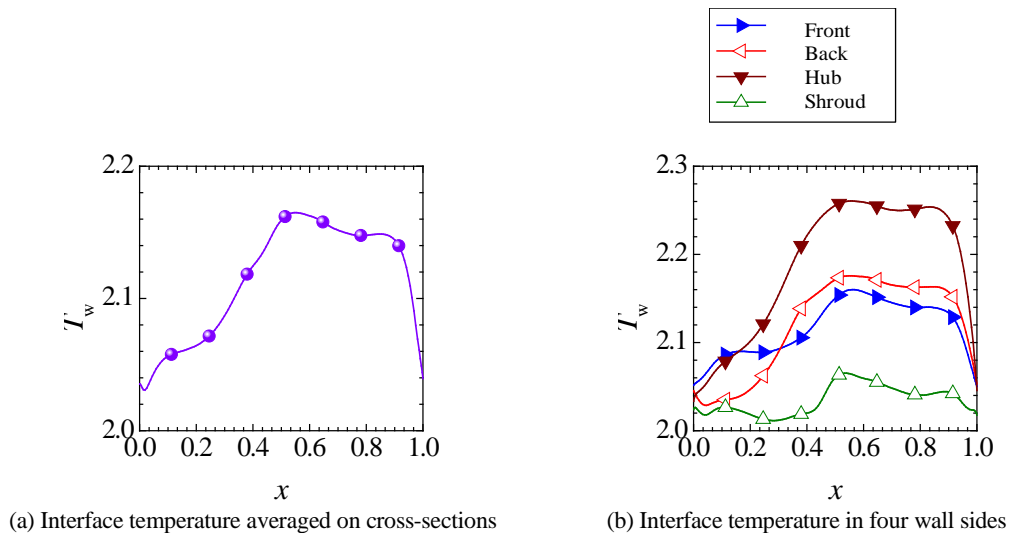 Front
Back
Hub
Shroud
2.2
2.1
2.0
T_w
0.0 0.2 0.4 0.6 0.8 1.0
x
(a) Interface temperature averaged on cross-sections
2.3
2.2
2.1
2.0
T_w
0.0 0.2 0.4 0.6 0.8 1.0
x
(b) Interface temperature in four wall sides